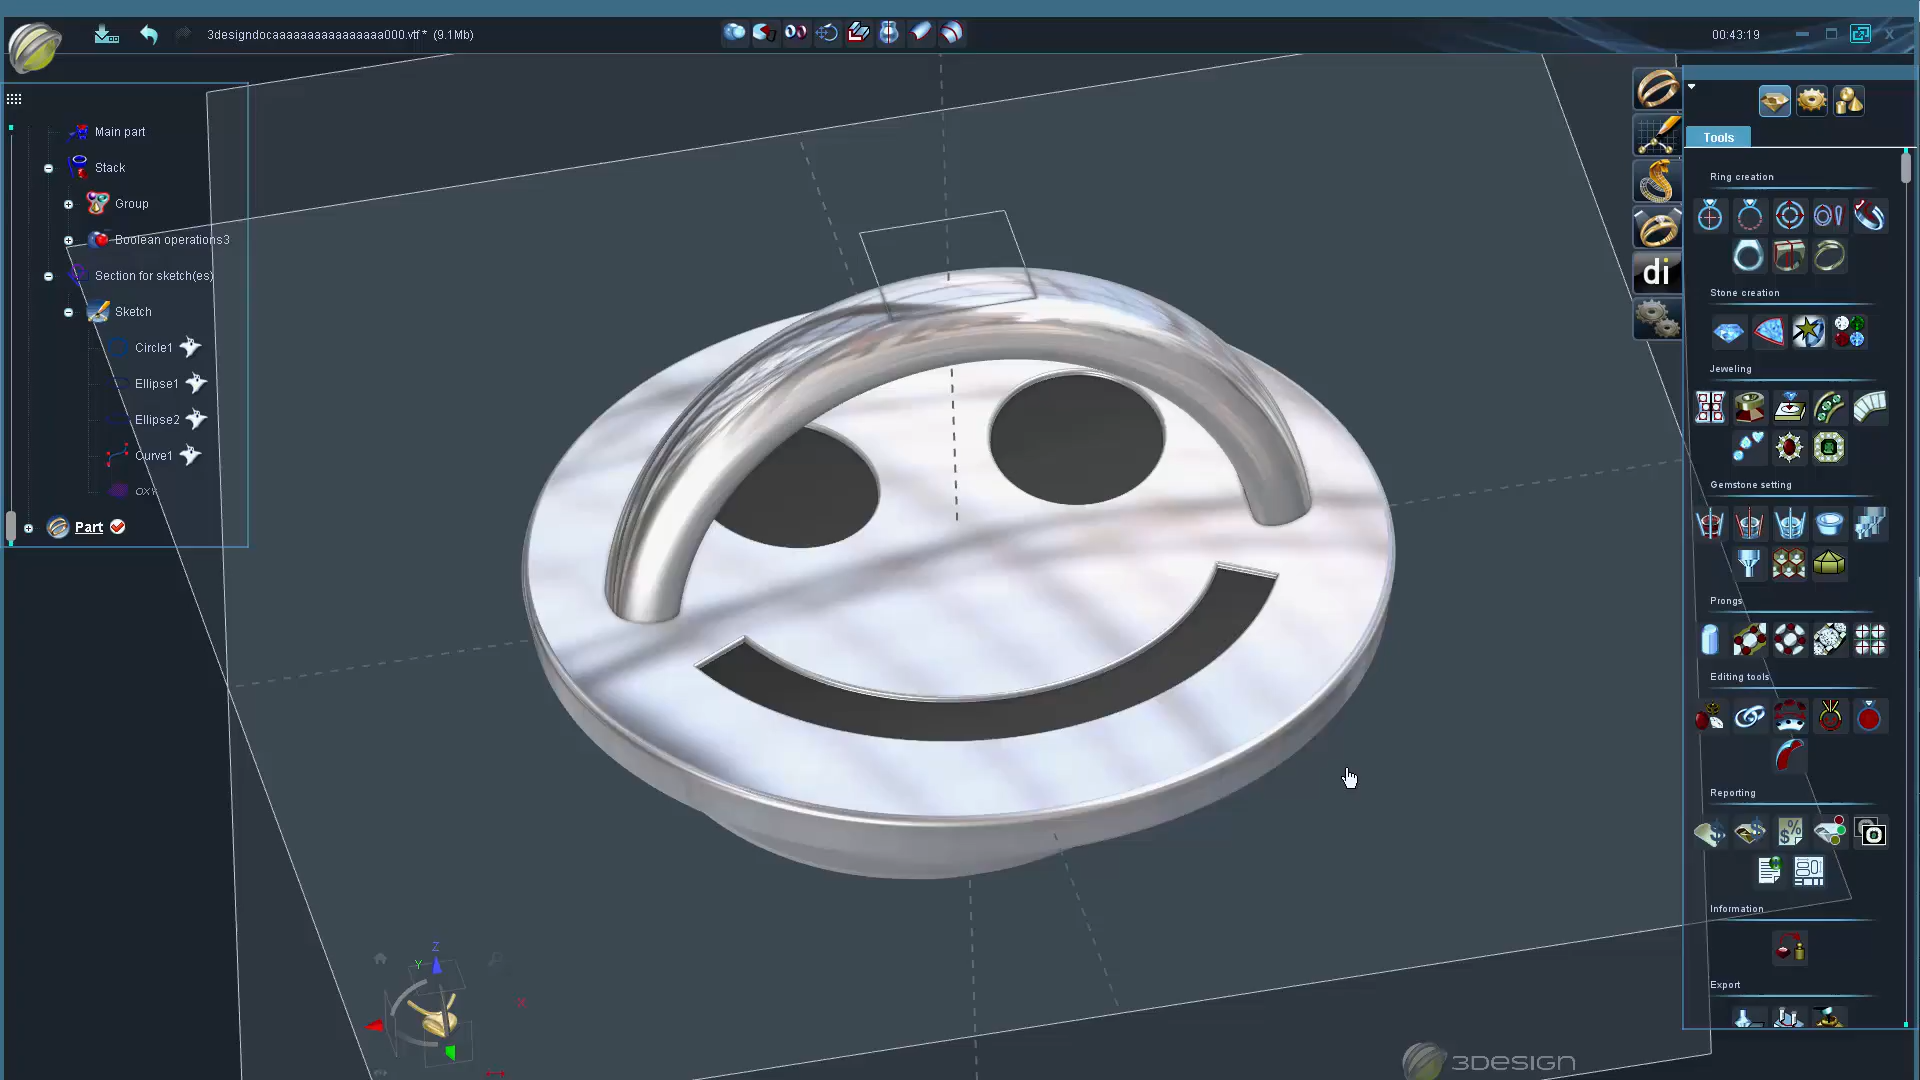 3designdocaaaaaaaaaaaaaaaaa000.vtf * (9.1Mb)
00:43:19
Main part
Stack
Group
Boolean operations3
Section for sketch(es)
Sketch
Circle1
Ellipse1
Ellipse2
Curve1
OXY
Part
di
Tools
Ring creation
Stone creation
Jeweling
Gemstone setting
Prongs
Editing tools
Reporting
Information
Export
Z
Y
X
3DESIGN